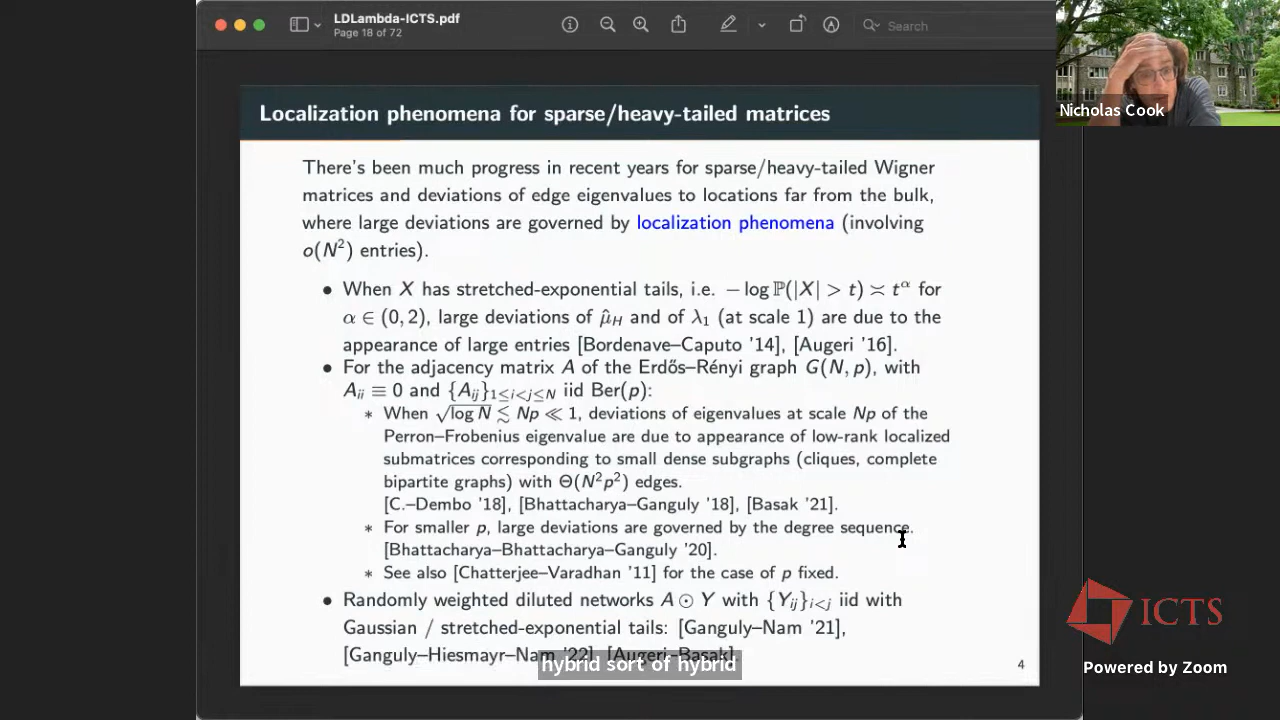 LDLambda-ICTS.pdf
Page 18 of 72
Search
Nicholas Cook
Localization phenomena for sparse/heavy-tailed matrices
There's been much progress in recent years for sparse/heavy-tailed Wigner
matrices and deviations of edge eigenvalues to locations far from the bulk,
where large deviations are governed by localization phenomena (involving
o(N²) entries).
• When X has stretched-exponential tails, i.e. − log ℙ(|X| > t) ≍ t^α for
α ∈ (0, 2), large deviations of μ̂_H and of λ₁ (at scale 1) are due to the
appearance of large entries [Bordenave–Caputo '14], [Augeri '16].
• For the adjacency matrix A of the Erdős–Rényi graph G(N, p), with
A_ii ≡ 0 and {A_ij}_{1≤i<j≤N} iid Ber(p):
* When √log N ≲ Np ≪ 1, deviations of eigenvalues at scale Np of the
Perron–Frobenius eigenvalue are due to appearance of low-rank localized
submatrices corresponding to small dense subgraphs (cliques, complete
bipartite graphs) with Θ(N²p²) edges.
[C.–Dembo '18], [Bhattacharya–Ganguly '18], [Basak '21].
* For smaller p, large deviations are governed by the degree sequence.
[Bhattacharya–Bhattacharya–Ganguly '20].
* See also [Chatterjee–Varadhan '11] for the case of p fixed.
• Randomly weighted diluted networks A ⊙ Y with {Y_ij}_{i<j} iid with
Gaussian / stretched-exponential tails: [Ganguly–Nam '21],
[Ganguly–Hiesmayr–Nam '22], [Augeri–Basak].
hybrid sort of hybrid
4
ICTS
Powered by Zoom